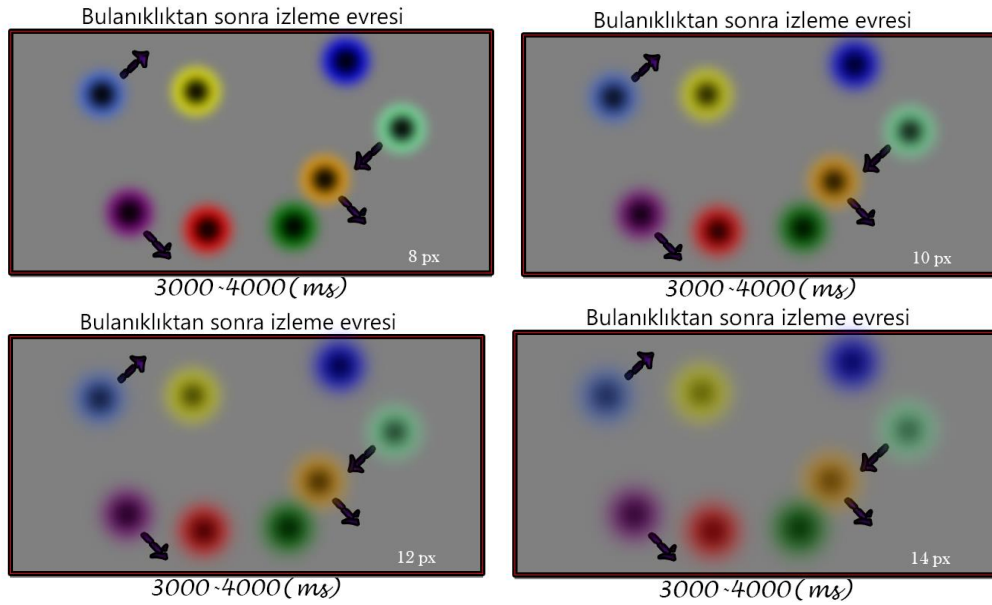 Bulanıklıktan sonra izleme evresi
8 px
3000-4000(ms)
Bulanıklıktan sonra izleme evresi
10 px
3000-4000(ms)
Bulanıklıktan sonra izleme evresi
12 px
3000-4000(ms)
Bulanıklıktan sonra izleme evresi
14 px
3000-4000(ms)